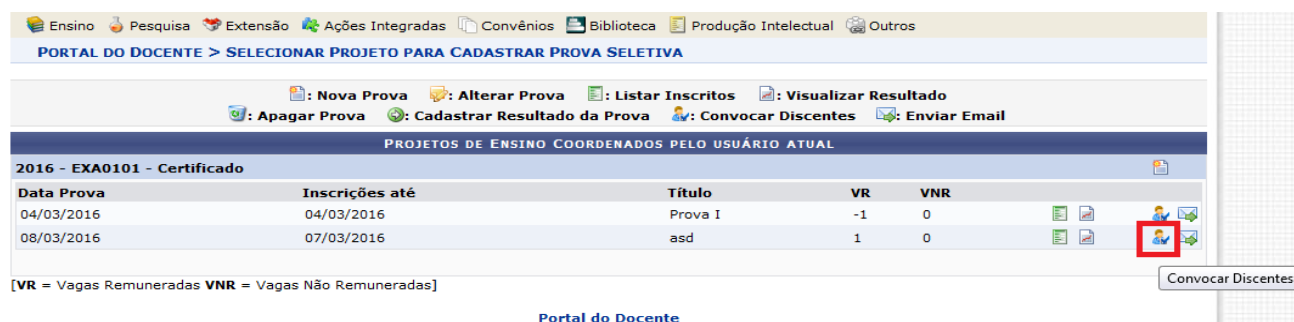 Ensino Pesquisa Extensão Ações Integradas Convênios Biblioteca Produção Intelectual Outros
PORTAL DO DOCENTE > SELECIONAR PROJETO PARA CADASTRAR PROVA SELETIVA
: Nova Prova : Alterar Prova : Listar Inscritos : Visualizar Resultado
: Apagar Prova : Cadastrar Resultado da Prova : Convocar Discentes : Enviar Email
PROJETOS DE ENSINO COORDENADOS PELO USUÁRIO ATUAL
2016 - EXA0101 - Certificado
Data Prova Inscrições até Título VR VNR
04/03/2016 04/03/2016 Prova I -1 0
08/03/2016 07/03/2016 asd 1 0
Convocar Discentes
[VR = Vagas Remuneradas VNR = Vagas Não Remuneradas]
Portal do Docente